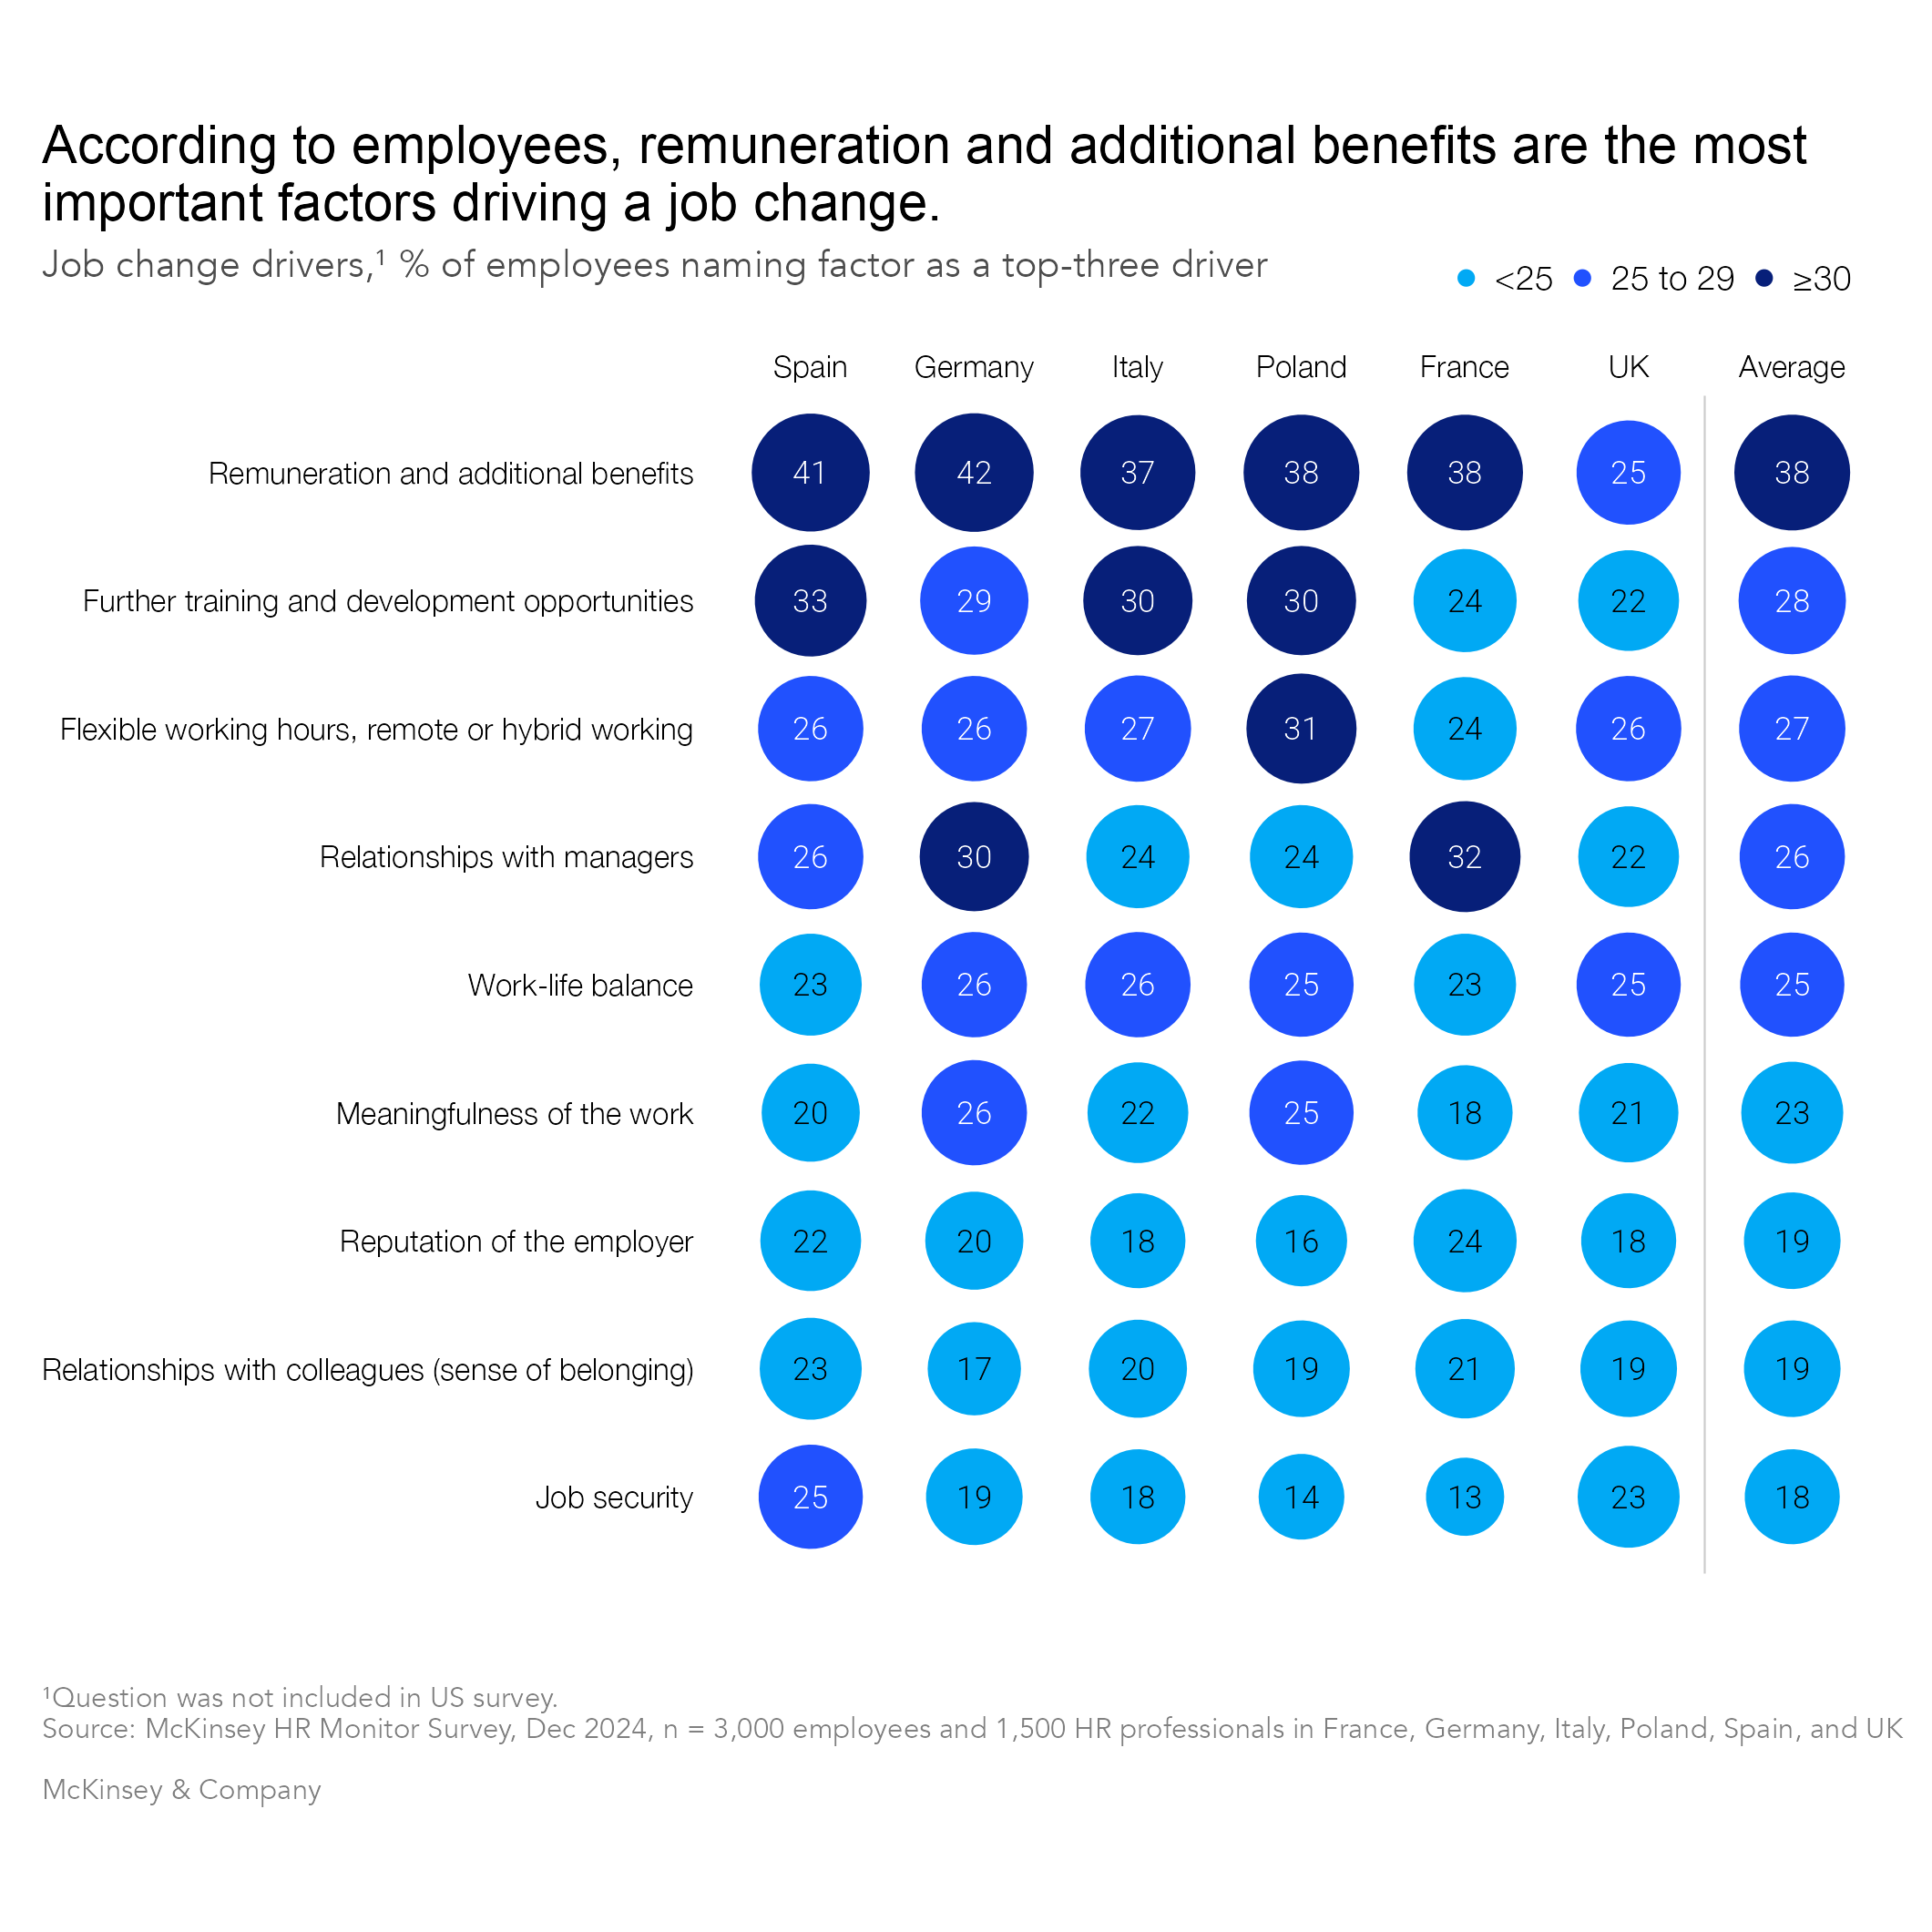 According to employees, remuneration and additional benefits are the most
important factors driving a job change.
Job change drivers,¹ % of employees naming factor as a top-three driver
<25 25 to 29 ≥30
Spain Germany Italy Poland France UK Average
Remuneration and additional benefits 41 42 37 38 38 25 38
Further training and development opportunities 33 29 30 30 24 22 28
Flexible working hours, remote or hybrid working 26 26 27 31 24 26 27
Relationships with managers 26 30 24 24 32 22 26
Work-life balance 23 26 26 25 23 25 25
Meaningfulness of the work 20 26 22 25 18 21 23
Reputation of the employer 22 20 18 16 24 18 19
Relationships with colleagues (sense of belonging) 23 17 20 19 21 19 19
Job security 25 19 18 14 13 23 18
¹Question was not included in US survey.
Source: McKinsey HR Monitor Survey, Dec 2024, n = 3,000 employees and 1,500 HR professionals in France, Germany, Italy, Poland, Spain, and UK
McKinsey & Company